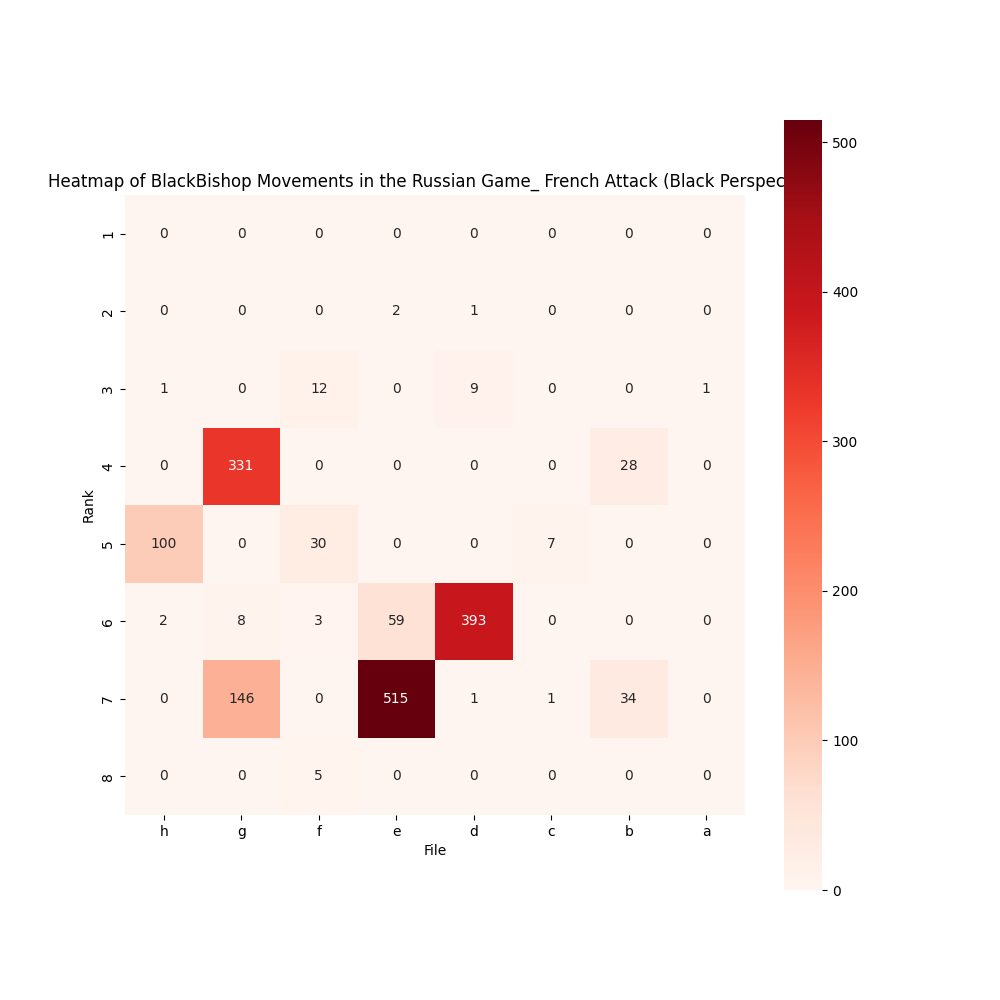 Heatmap of BlackBishop Movements in the Russian Game_ French Attack (Black Perspec
500
400
300
200
100
0
Rank
1 0 0 0 0 0 0 0 0
2 0 0 0 2 1 0 0 0
3 1 0 12 0 9 0 0 1
4 0 331 0 0 0 0 28 0
5 100 0 30 0 0 7 0 0
6 2 8 3 59 393 0 0 0
7 0 146 0 515 1 1 34 0
8 0 0 5 0 0 0 0 0
h g f e d c b a
File